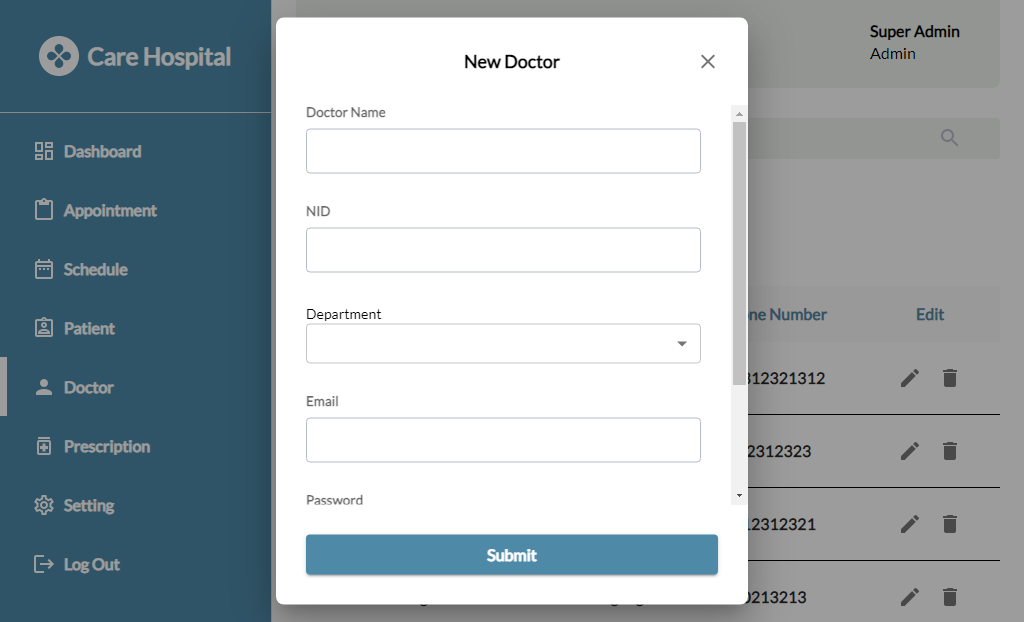 Care Hospital
Dashboard
Appointment
Schedule
Patient
Doctor
Prescription
Setting
Log Out
New Doctor
Doctor Name
NID
Department
Email
Password
Submit
Super Admin
Admin
Number
Edit
312321312
2312323
12312321
0213213